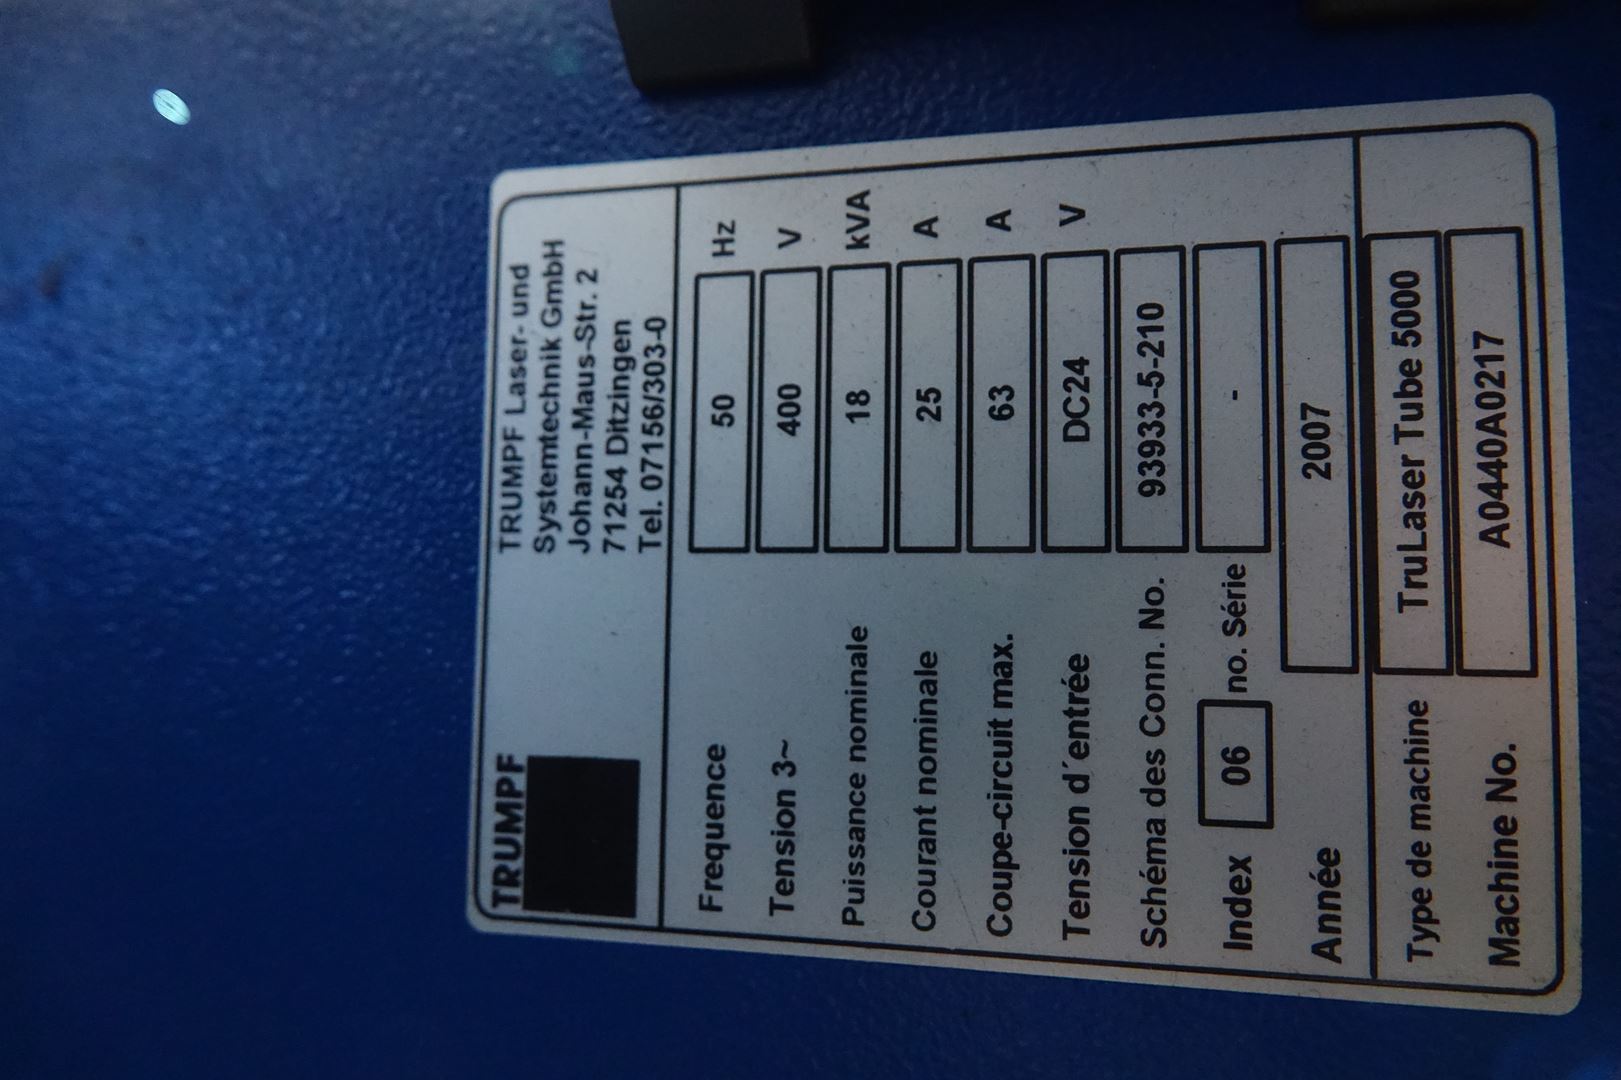 TRUMPF
TRUMPF Laser- und
Systemtechnik GmbH
Johann-Maus-Str. 2
71254 Ditzingen
Tel. 07156/303-0
Frequence 50 Hz
Tension 3~ 400 V
Puissance nominale 18 kVA
Courant nominale 25 A
Coupe-circuit max. 63 A
Tension d´entrée DC24 V
Schéma des Conn. No. 93933-5-210
Index 06 no. Série -
Année 2007
Type de machine TruLaser Tube 5000
Machine No. A0440A0217